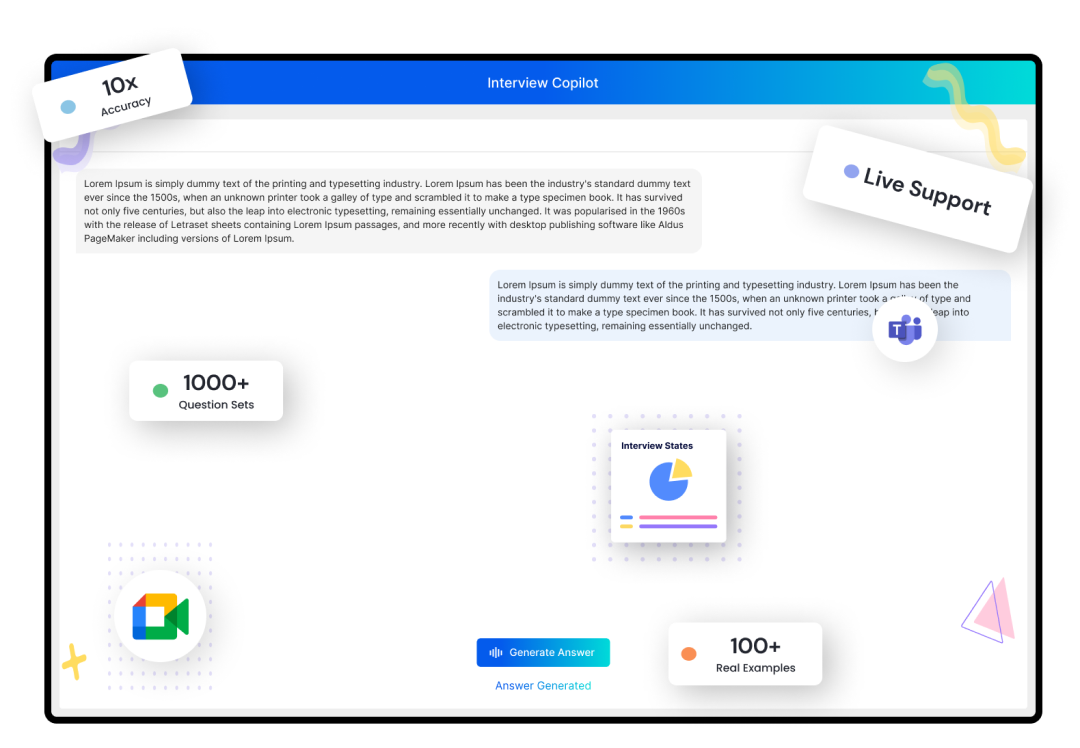 Interview Copilot
10x
Accuracy
Live Support
Lorem Ipsum is simply dummy text of the printing and typesetting industry. Lorem Ipsum has been the industry's standard dummy text
ever since the 1500s, when an unknown printer took a galley of type and scrambled it to make a type specimen book. It has survived
not only five centuries, but also the leap into electronic typesetting, remaining essentially unchanged. It was popularised in the 1960s
with the release of Letraset sheets containing Lorem Ipsum passages, and more recently with desktop publishing software like Aldus
PageMaker including versions of Lorem Ipsum.
Lorem Ipsum is simply dummy text of the printing and typesetting industry. Lorem Ipsum has been the
industry's standard dummy text ever since the 1500s, when an unknown printer took a galley of type and
scrambled it to make a type specimen book. It has survived not only five centuries, leap into
electronic typesetting, remaining essentially unchanged.
T
1000+
Question Sets
Interview States
Generate Answer
Answer Generated
100+
Real Examples